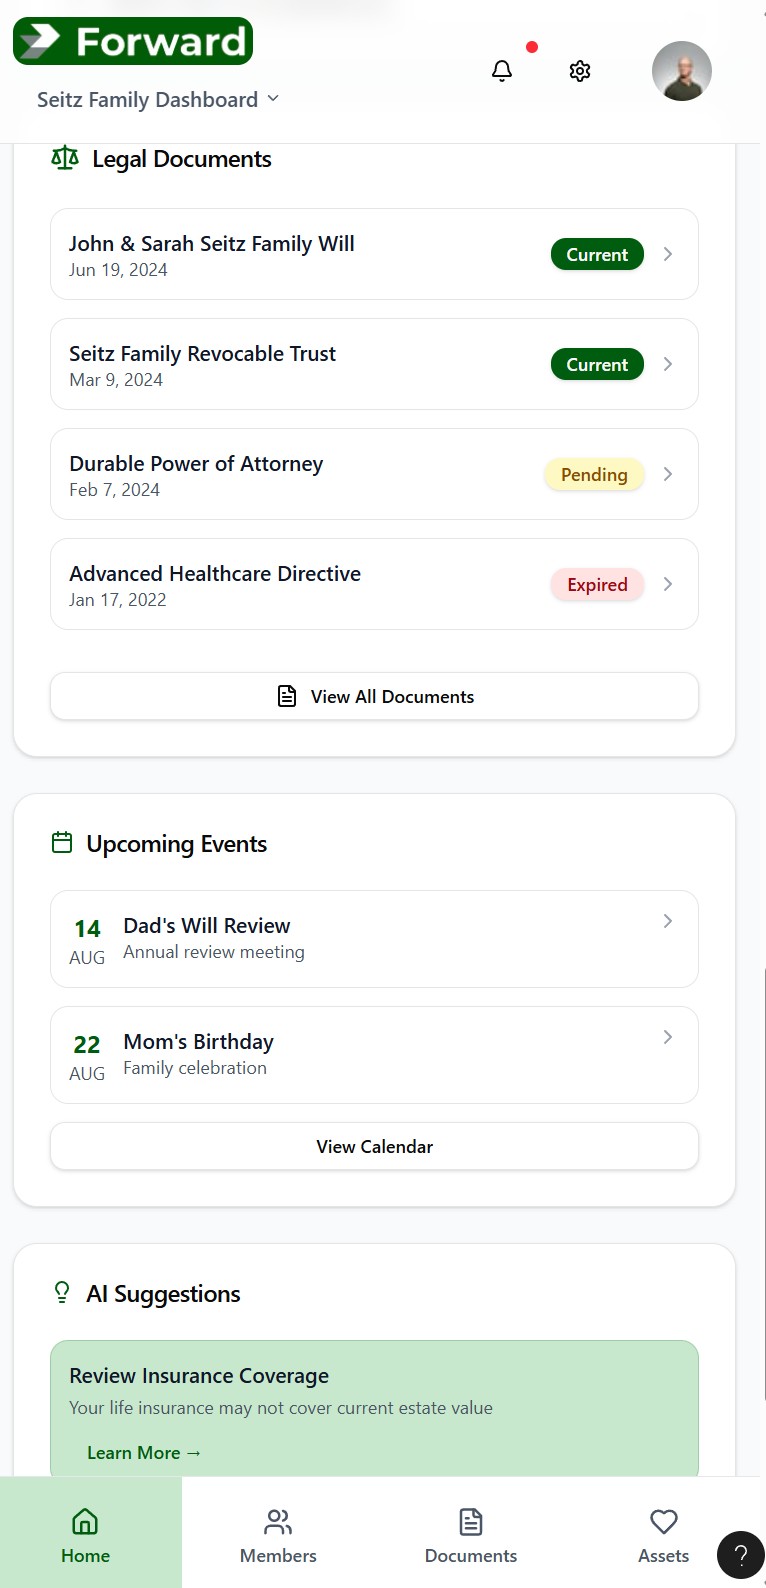 Forward
Seitz Family Dashboard
Legal Documents
John & Sarah Seitz Family Will
Jun 19, 2024
Current
Seitz Family Revocable Trust
Mar 9, 2024
Current
Durable Power of Attorney
Feb 7, 2024
Pending
Advanced Healthcare Directive
Jan 17, 2022
Expired
View All Documents
Upcoming Events
14
AUG
Dad's Will Review
Annual review meeting
22
AUG
Mom's Birthday
Family celebration
View Calendar
AI Suggestions
Review Insurance Coverage
Your life insurance may not cover current estate value
Learn More →
Home
Members
Documents
Assets
?